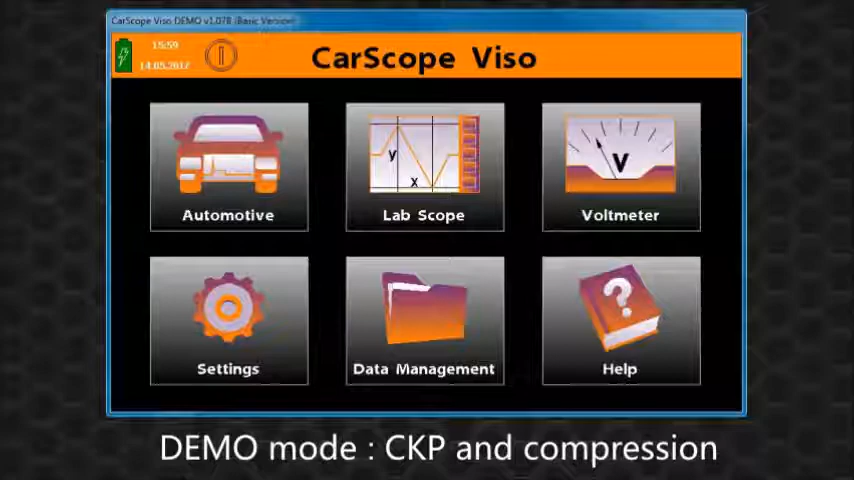 CarScope Viso DEMO v1.078 (Basic Version)
15:59
14.05.2017
CarScope Viso
y
x
V
Automotive
Lab Scope
Voltmeter
?
Settings
Data Management
Help
DEMO mode : CKP and compression